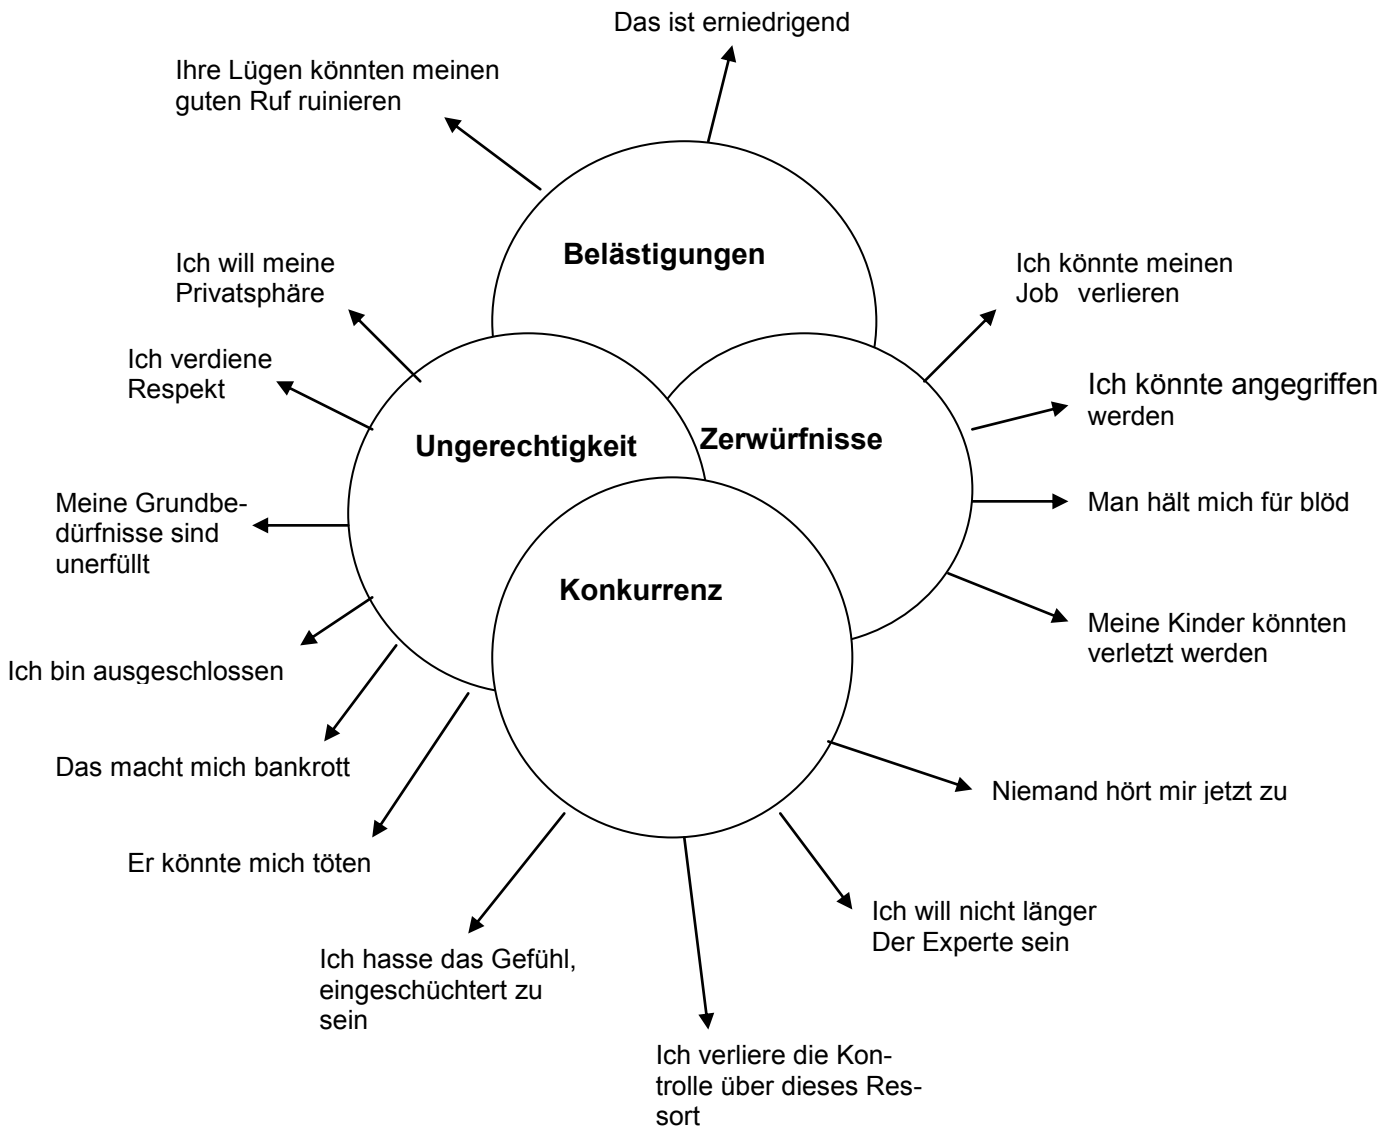 Das ist erniedrigend
Ihre Lügen könnten meinen
guten Ruf ruinieren
Belästigungen
Ich will meine
Privatsphäre
Ich könnte meinen
Job verlieren
Ich verdiene
Respekt
Ich könnte angegriffen
werden
Ungerechtigkeit
Zerwürfnisse
Meine Grundbe-
dürfnisse sind
unerfüllt
Man hält mich für blöd
Konkurrenz
Meine Kinder könnten
verletzt werden
Ich bin ausgeschlossen
Das macht mich bankrott
Niemand hört mir jetzt zu
Er könnte mich töten
Ich will nicht länger
Der Experte sein
Ich hasse das Gefühl,
eingeschüchtert zu
sein
Ich verliere die Kon-
trolle über dieses Res-
sort